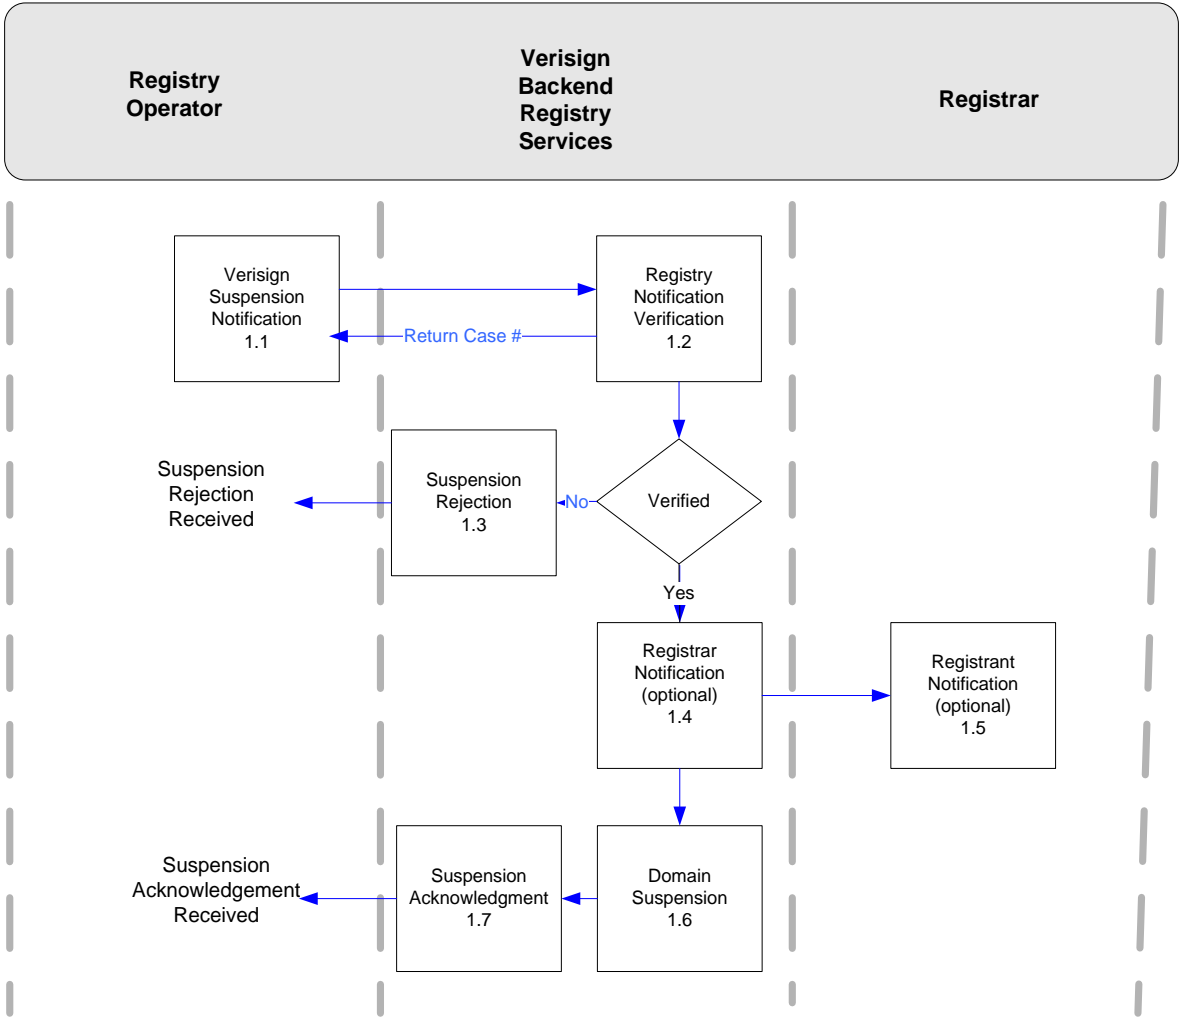 Registry
Operator
Verisign
Backend
Registry
Services
Registrar
Verisign
Suspension
Notification
1.1
Return Case #
Registry
Notification
Verification
1.2
Suspension
Rejection
Received
Suspension
Rejection
1.3
No
Verified
Yes
Registrar
Notification
(optional)
1.4
Registrant
Notification
(optional)
1.5
Suspension
Acknowledgement
Received
Suspension
Acknowledgment
1.7
Domain
Suspension
1.6